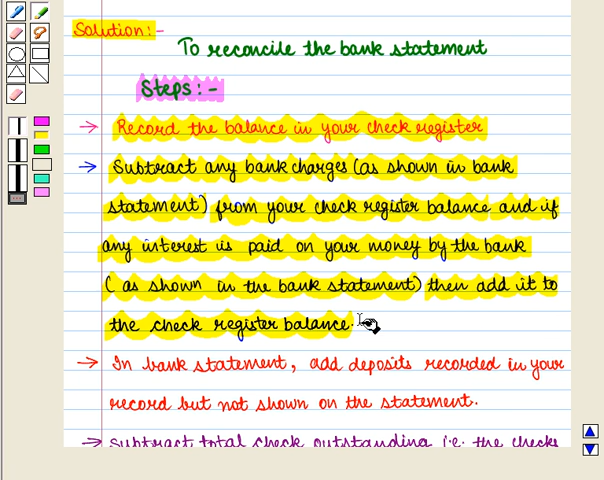 Solution:-
To reconcile the bank statement
Steps:-
→ Record the balance in your check register
→ Subtract any bank charges (as shown in bank
statement) from your check register balance and if
any interest is paid on your money by the bank
( as shown in the bank statement) then add it to
the check register balance.
→ In bank statement, add deposits recorded in your
record but not shown on the statement.
→ Subtract total check outstanding i.e. the checks